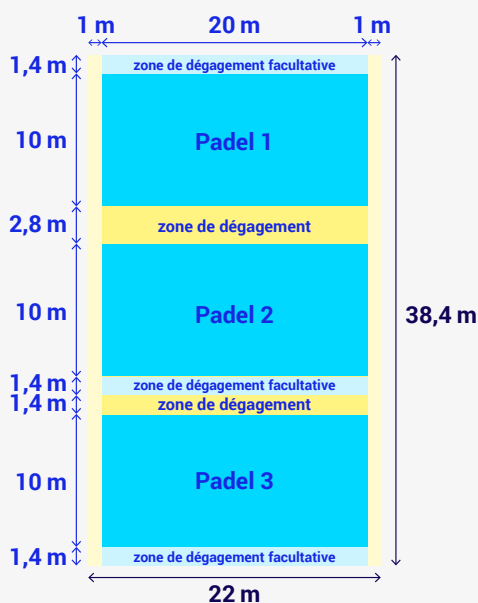 1 m 20 m 1 m
1,4 m zone de dégagement facultative
10 m Padel 1
2,8 m zone de dégagement
10 m Padel 2
38,4 m
1,4 m zone de dégagement facultative
1,4 m zone de dégagement
10 m Padel 3
1,4 m zone de dégagement facultative
22 m